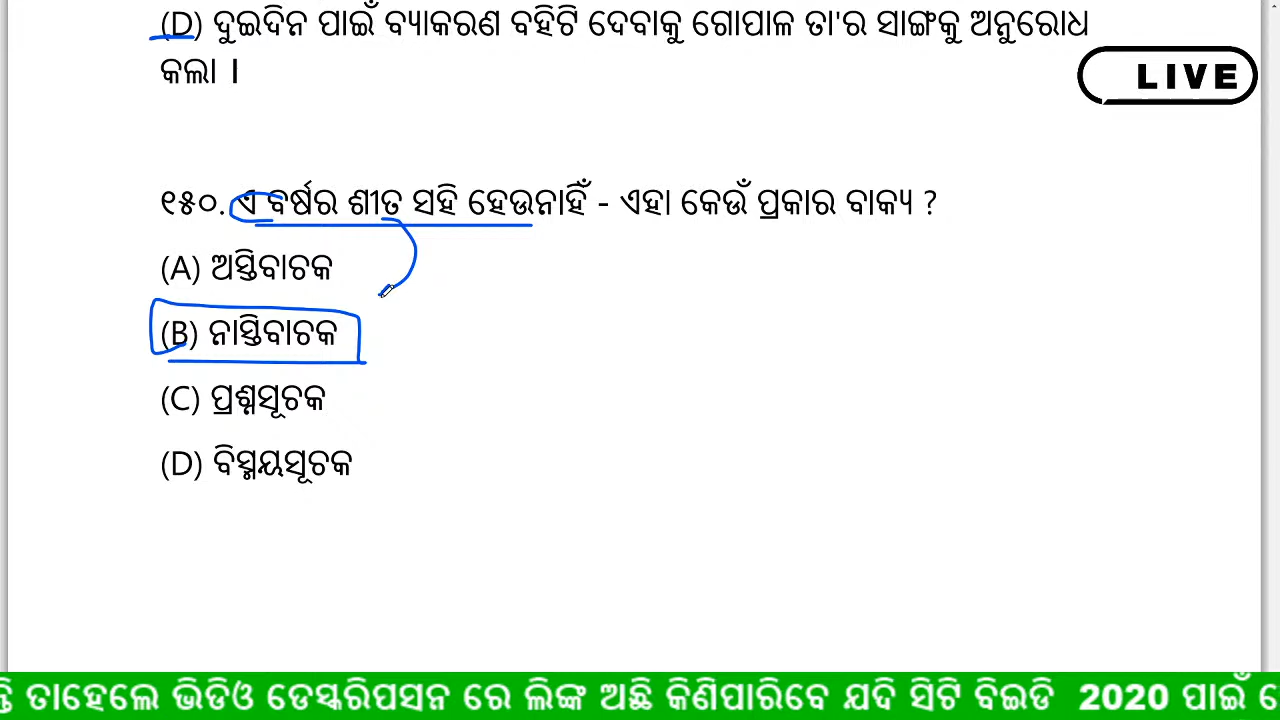 (D) ଦୁଇଦିନ ପାଇଁ ବ୍ୟାକରଣ ବହିଟି ଦେବାକୁ ଗୋପାଳ ତା'ର ସାଙ୍ଗକୁ ଅନୁରୋଧ
କଲା ।
LIVE
୧୫୦. ଏ ବର୍ଷର ଶୀତ ସହି ହେଉନାହିଁ - ଏହା କେଉଁ ପ୍ରକାର ବାକ୍ୟ ?
(A) ଅସ୍ତିବାଚକ
(B) ନାସ୍ତିବାଚକ
(C) ପ୍ରଶ୍ନସୂଚକ
(D) ବିସ୍ମୟସୂଚକ
ତାହେଲେ ଭିଡିଓ ଡେସ୍କରିପସନ ରେ ଲିଙ୍କ ଅଛି କିଣିପାରିବେ ଯଦି ସିଟି ବିଇଡି 2020 ପାଇଁ